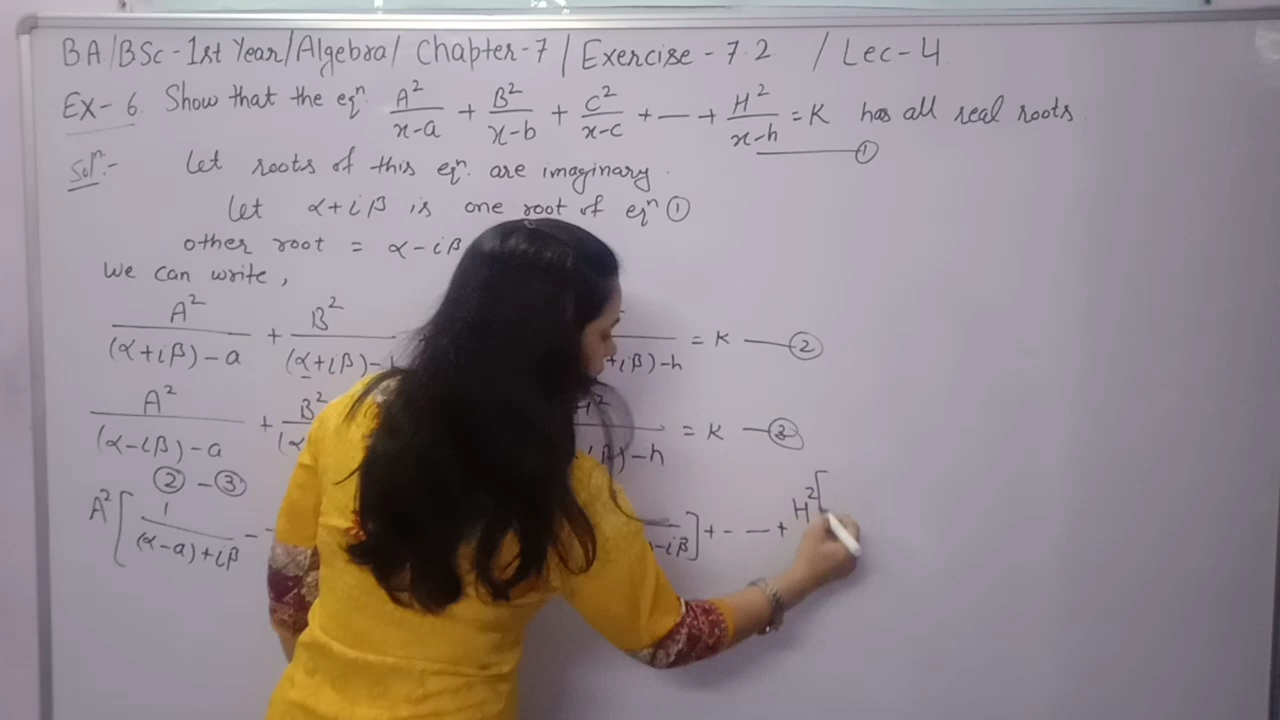 BA/BSc-1st Year/Algebra/ Chapter-7 / Exercise-7.2 / Lec-4
Ex-6. Show that the eqⁿ. A²/(x-a) + B²/(x-b) + C²/(x-c) + — + H²/(x-h) = K has all real roots. ①
Solⁿ:- Let roots of this eqⁿ. are imaginary.
Let α+iβ is one root of eqⁿ ①
other root = α-iβ
We can write,
A²/((α+iβ)-a) + B²/((α+iβ)- +iβ)-h = K — ②
A²/((α-iβ)-a) + B²/(α H² )-h = K — ③
② - ③
A² [ 1/((α-a)+iβ) - -iβ ] + - — + H² [